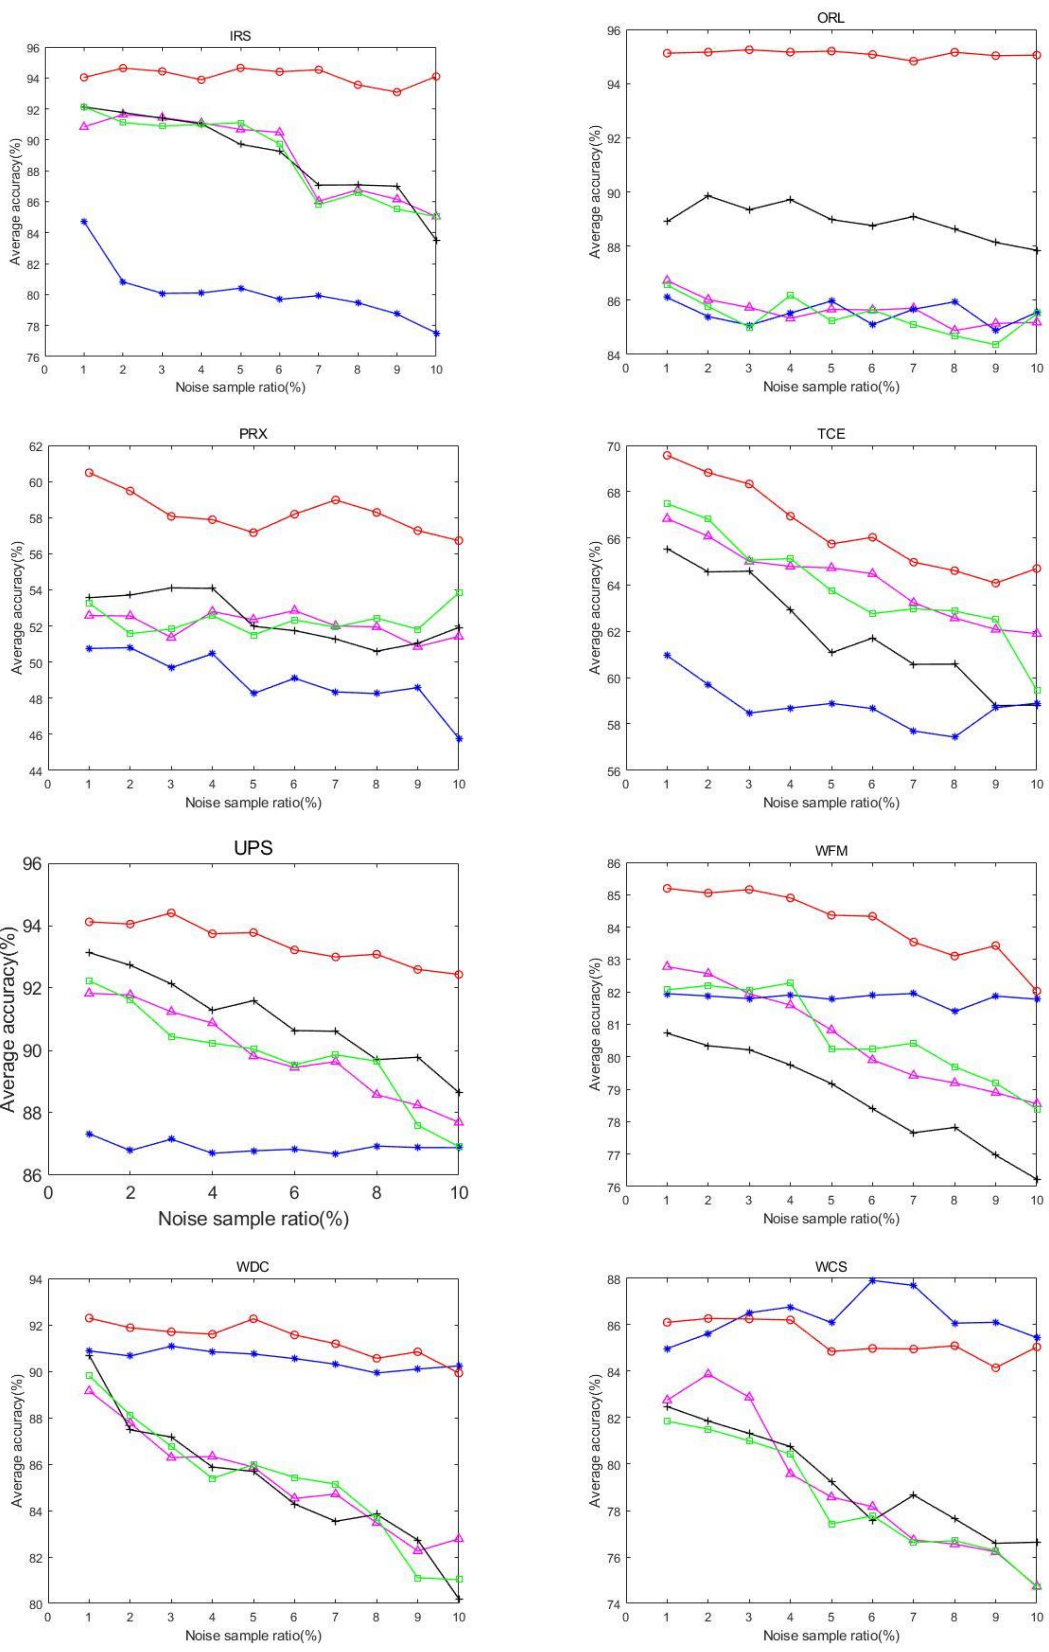 IRS
96
94
92
90
88
86
84
82
80
78
76
0 1 2 3 4 5 6 7 8 9 10
Average accuracy(%)
Noise sample ratio(%)
ORL
96
94
92
90
88
86
84
0 1 2 3 4 5 6 7 8 9 10
Average accuracy(%)
Noise sample ratio(%)
PRX
62
60
58
56
54
52
50
48
46
44
0 1 2 3 4 5 6 7 8 9 10
Average accuracy(%)
Noise sample ratio(%)
TCE
70
68
66
64
62
60
58
56
0 1 2 3 4 5 6 7 8 9 10
Average accuracy(%)
Noise sample ratio(%)
UPS
96
94
92
90
88
86
0 2 4 6 8 10
Average accuracy(%)
Noise sample ratio(%)
WFM
86
85
84
83
82
81
80
79
78
77
76
0 1 2 3 4 5 6 7 8 9 10
Average accuracy(%)
Noise sample ratio(%)
WDC
94
92
90
88
86
84
82
80
0 1 2 3 4 5 6 7 8 9 10
Average accuracy(%)
Noise sample ratio(%)
WCS
88
86
84
82
80
78
76
74
0 1 2 3 4 5 6 7 8 9 10
Average accuracy(%)
Noise sample ratio(%)